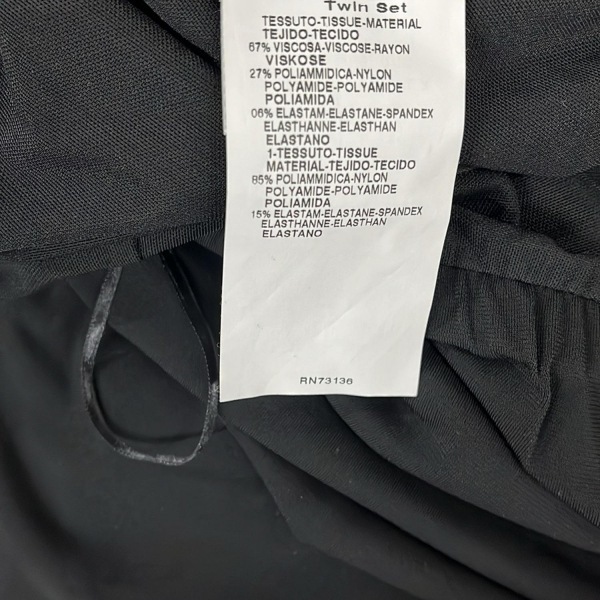 Twin Set
TESSUTO-TISSUE-MATERIAL
TEJIDO-TECIDO
67% VISCOSA-VISCOSE-RAYON
VISKOSE
27% POLIAMMIDICA-NYLON
POLYAMIDE-POLYAMIDE
POLIAMIDA
06% ELASTAM-ELASTANE-SPANDEX
ELASTHANNE-ELASTHAN
ELASTANO
1-TESSUTO-TISSUE
MATERIAL-TEJIDO-TECIDO
85% POLIAMMIDICA-NYLON
POLYAMIDE-POLYAMIDE
POLIAMIDA
15% ELASTAM-ELASTANE-SPANDEX
ELASTHANNE-ELASTHAN
ELASTANO
RN73136